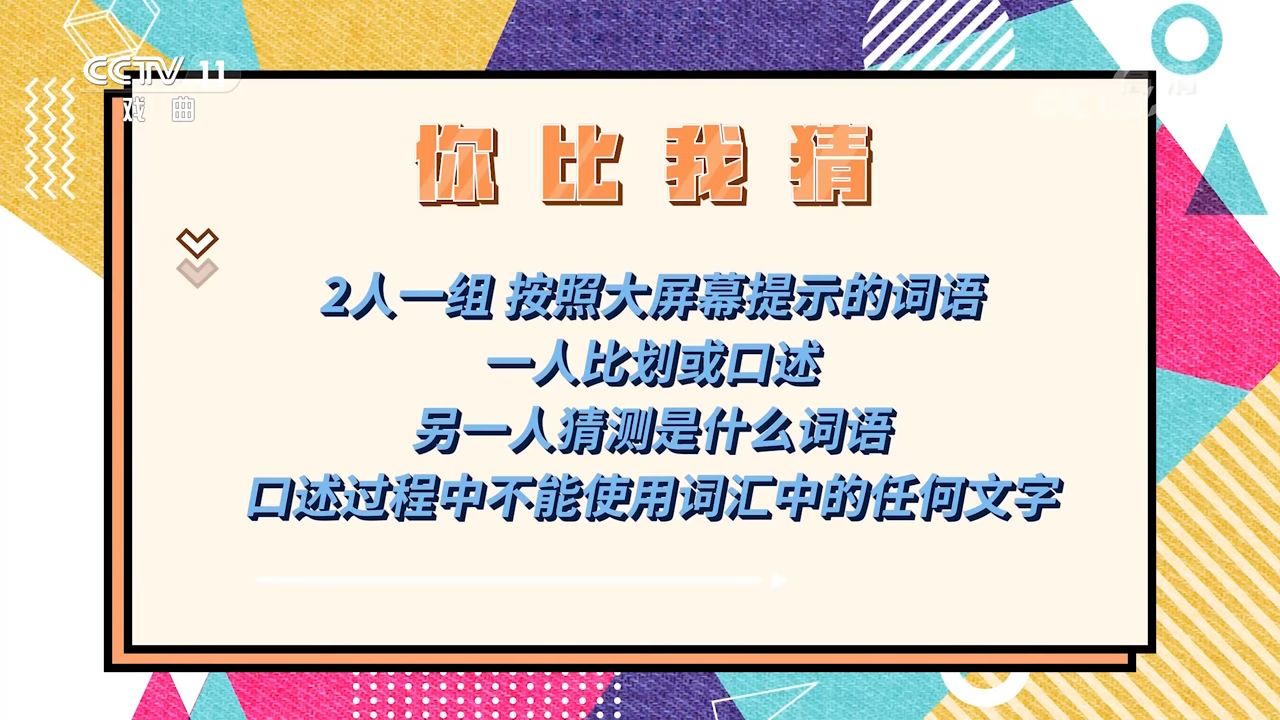 CCTV 11
戏曲
高清
你比我猜
2人一组 按照大屏幕提示的词语
一人比划或口述
另一人猜测是什么词语
口述过程中不能使用词汇中的任何文字